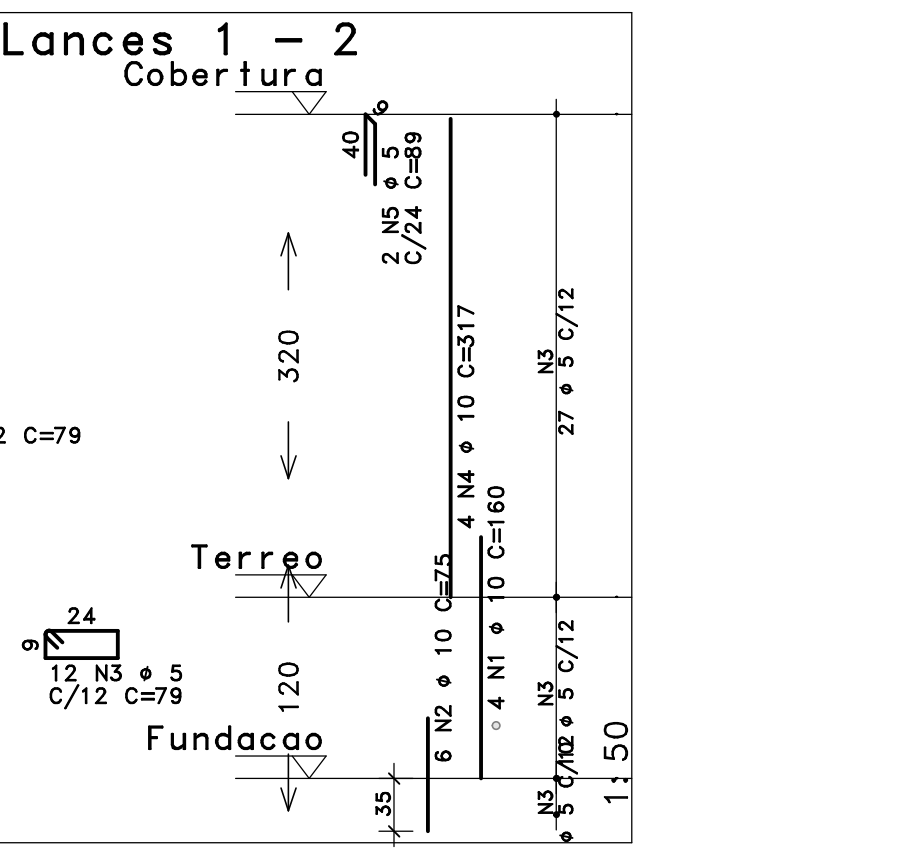 Lances 1 - 2
Cobertura
9
40
2 N5 ø 5
C/24 C=89
320
4 N4 ø 10 C=317
N3
27 ø 5 C/12
2 C=79
4 N1 ø 10 C=160
Terreo
6 N2 ø 10 C=75
24
9
12 N3 ø 5
C/12 C=79
120
N3
ø 5 C/12
Fundacao
35
N3
ø 5
1:50